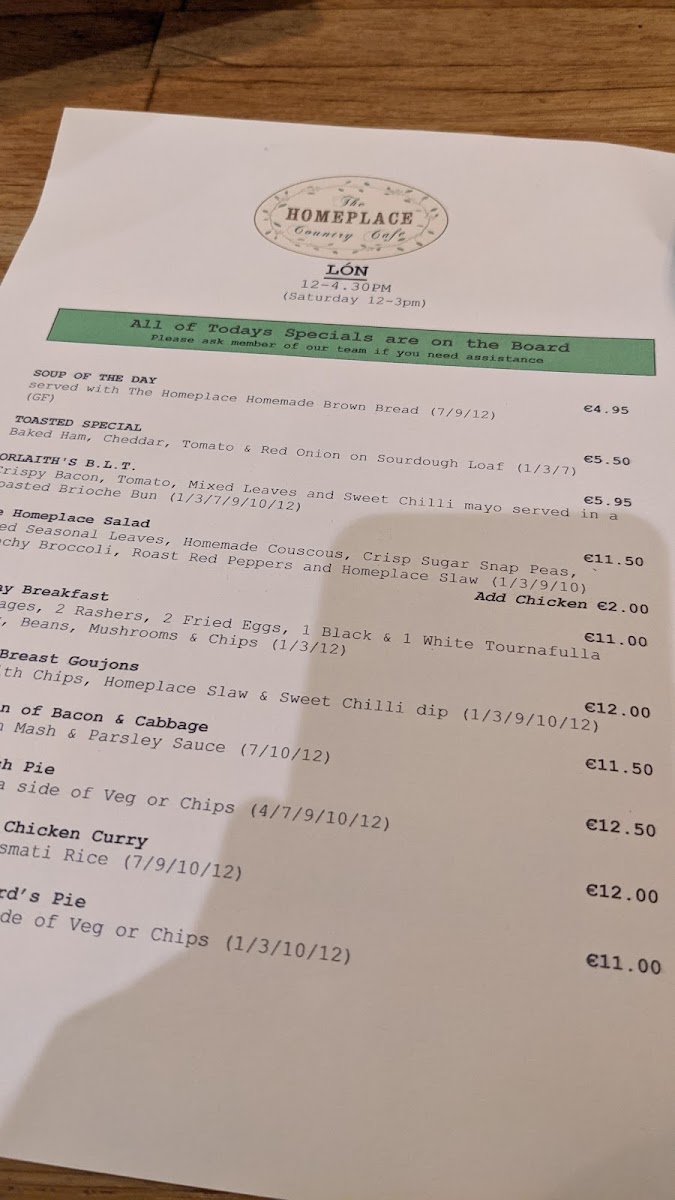 The
HOMEPLACE
Country Cafe
LÓN
12-4.30PM
(Saturday 12-3pm)
All of Todays Specials are on the Board
Please ask member of our team if you need assistance
SOUP OF THE DAY
served with The Homeplace Homemade Brown Bread (7/9/12) €4.95
(GF)
TOASTED SPECIAL
Baked Ham, Cheddar, Tomato & Red Onion on Sourdough Loaf (1/3/7) €5.50
ORLAITH'S B.L.T. €5.95
Crispy Bacon, Tomato, Mixed Leaves and Sweet Chilli mayo served in a
oasted Brioche Bun (1/3/7/9/10/12)
e Homeplace Salad €11.50
ed Seasonal Leaves, Homemade Couscous, Crisp Sugar Snap Peas,
nchy Broccoli, Roast Red Peppers and Homeplace Slaw (1/3/9/10)
Add Chicken €2.00
ay Breakfast €11.00
ages, 2 Rashers, 2 Fried Eggs, 1 Black & 1 White Tournafulla
, Beans, Mushrooms & Chips (1/3/12)
Breast Goujons €12.00
ith Chips, Homeplace Slaw & Sweet Chilli dip (1/3/9/10/12)
n of Bacon & Cabbage €11.50
n Mash & Parsley Sauce (7/10/12)
sh Pie €12.50
a side of Veg or Chips (4/7/9/10/12)
Chicken Curry €12.00
smati Rice (7/9/10/12)
rd's Pie €11.00
de of Veg or Chips (1/3/10/12)